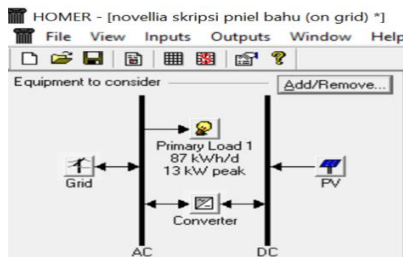 HOMER - [novellia skripsi pniel bahu (on grid) *]
File View Inputs Outputs Window Help
Equipment to consider Add/Remove...
Primary Load 1
87 kWh/d
13 kW peak
Grid
PV
Converter
AC DC